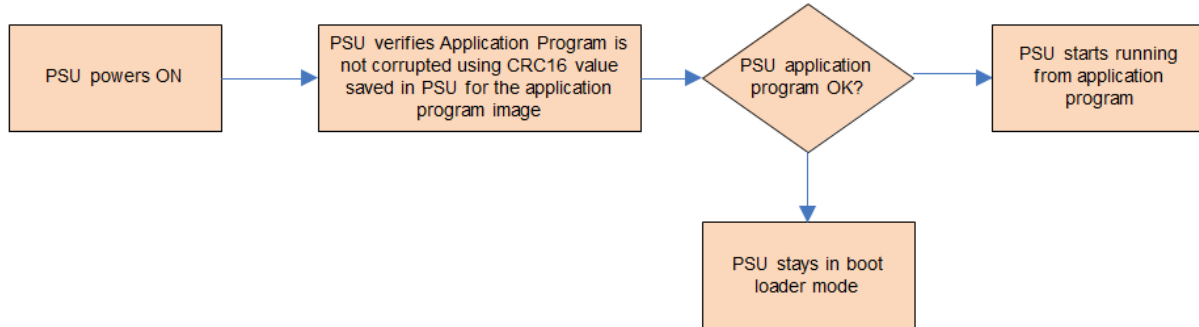 PSU powers ON
PSU verifies Application Program is
not corrupted using CRC16 value
saved in PSU for the application
program image
PSU application
program OK?
PSU starts running
from application
program
PSU stays in boot
loader mode